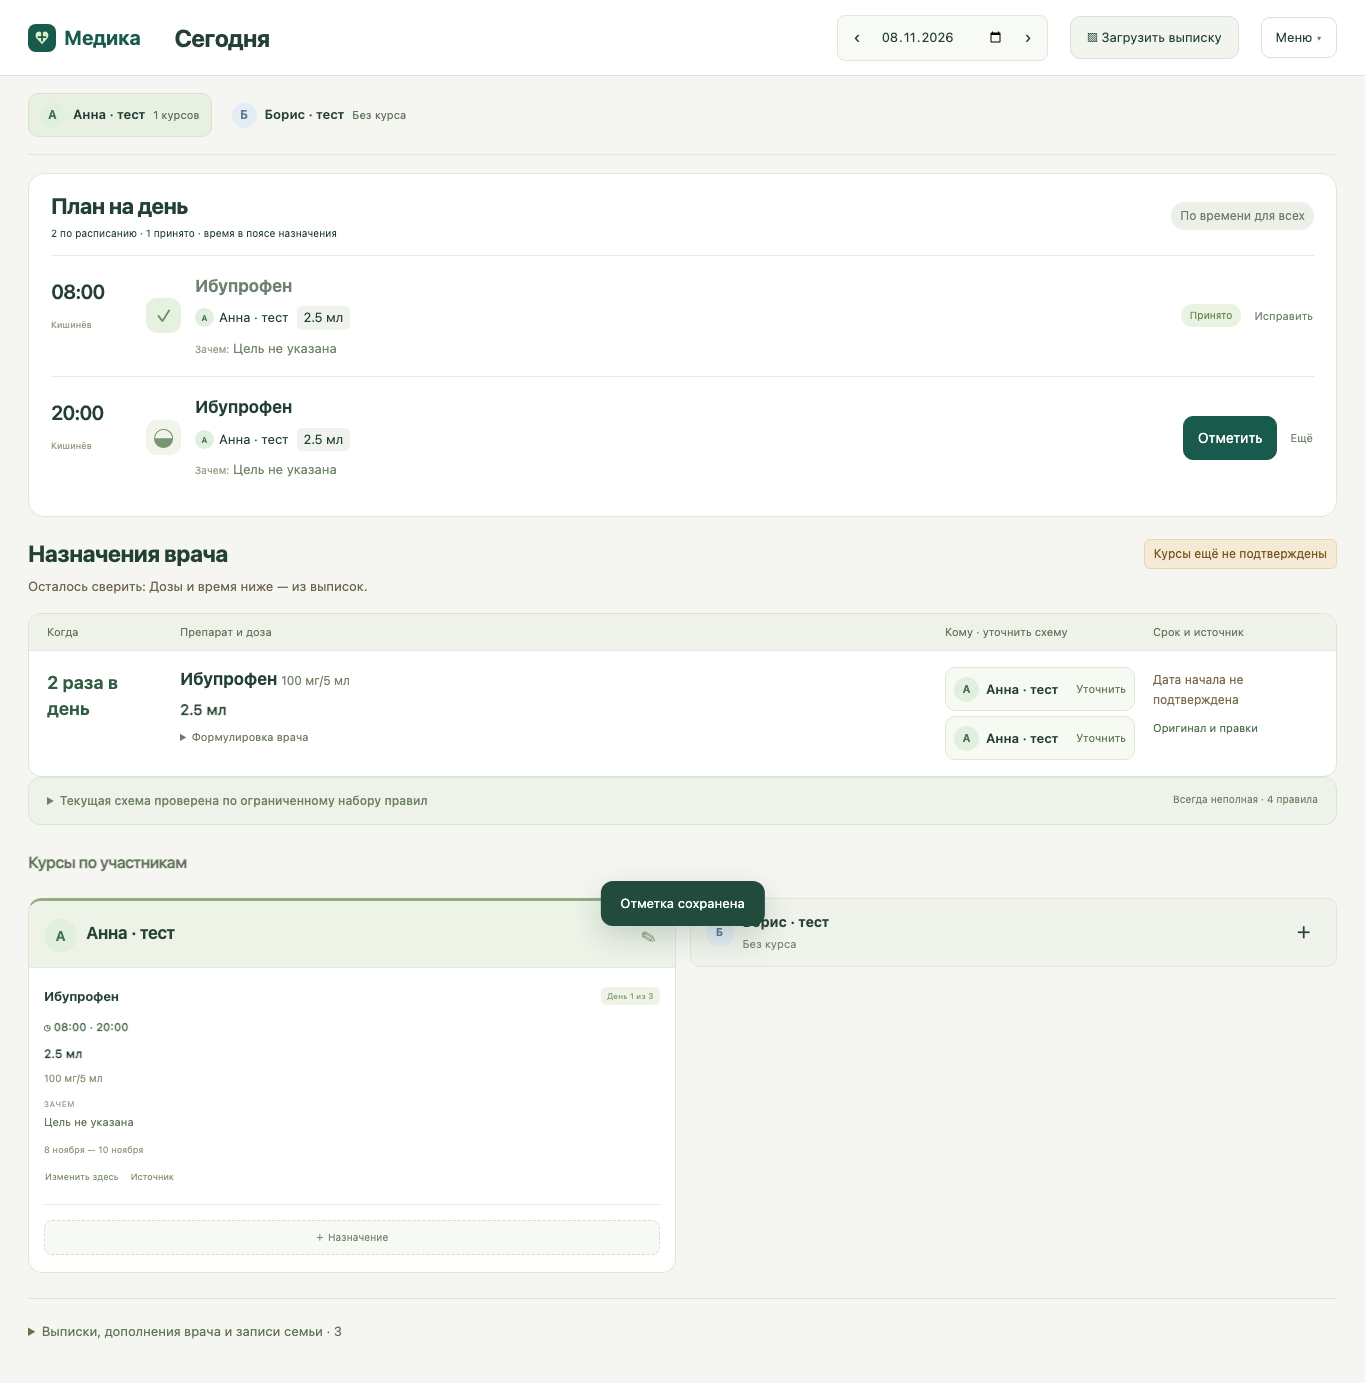 Медика
Сегодня
‹ 08.11.2026 ›
Загрузить выписку
Меню
А Анна · тест 1 курсов
Б Борис · тест Без курса
План на день
2 по расписанию · 1 принято · время в поясе назначения
По времени для всех
08:00
Кишинёв
Ибупрофен
А Анна · тест 2.5 мл
Зачем: Цель не указана
Принято
Исправить
20:00
Кишинёв
Ибупрофен
А Анна · тест 2.5 мл
Зачем: Цель не указана
Отметить
Ещё
Назначения врача
Курсы ещё не подтверждены
Осталось сверить: Дозы и время ниже — из выписок.
Когда
Препарат и доза
Кому · уточнить схему
Срок и источник
2 раза в
день
Ибупрофен 100 мг/5 мл
2.5 мл
Формулировка врача
А Анна · тест Уточнить
А Анна · тест Уточнить
Дата начала не
подтверждена
Оригинал и правки
Текущая схема проверена по ограниченному набору правил
Всегда неполная · 4 правила
Курсы по участникам
Отметка сохранена
А Анна · тест
Б Борис · тест
Без курса
+
Ибупрофен
День 1 из 3
08:00 · 20:00
2.5 мл
100 мг/5 мл
ЗАЧЕМ
Цель не указана
8 ноября — 10 ноября
Изменить здесь Источник
+ Назначение
Выписки, дополнения врача и записи семьи · 3